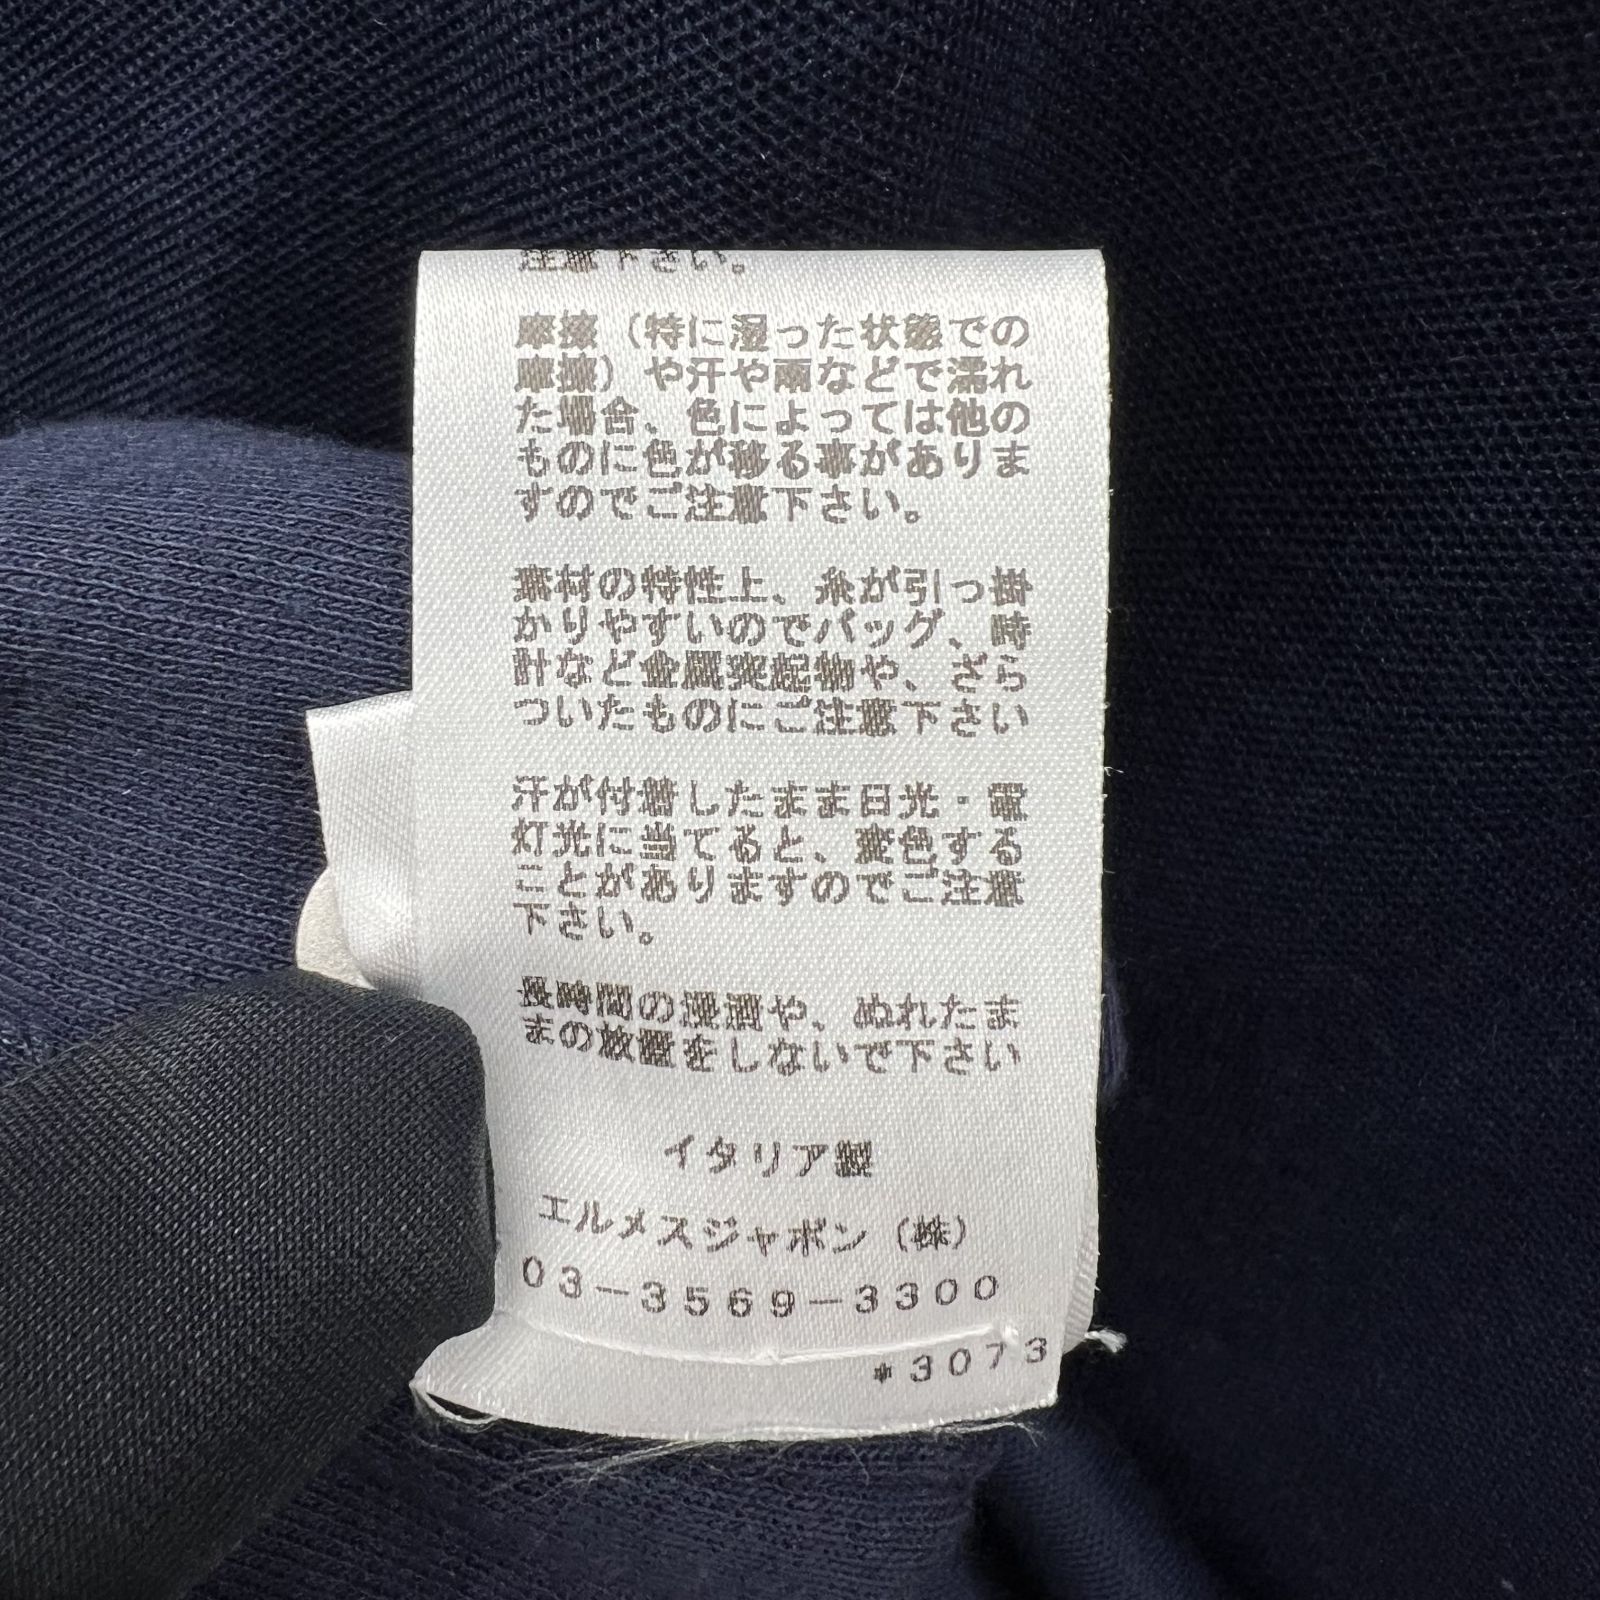 注意下さい。
摩擦（特に湿った状態での
摩擦）や汗や雨などで濡れ
た場合、色によっては他の
ものに色が移る事がありま
すのでご注意下さい。
素材の特性上、糸が引っ掛
かりやすいのでバッグ、時
計など金属突起物や、ざら
ついたものにご注意下さい
汗が付着したまま日光・電
灯光に当てると、変色する
ことがありますのでご注意
下さい。
長時間の浸漬や、ぬれたま
まの放置をしないで下さい
イタリア製
エルメスジャポン（株）
03-3569-3300
*3073